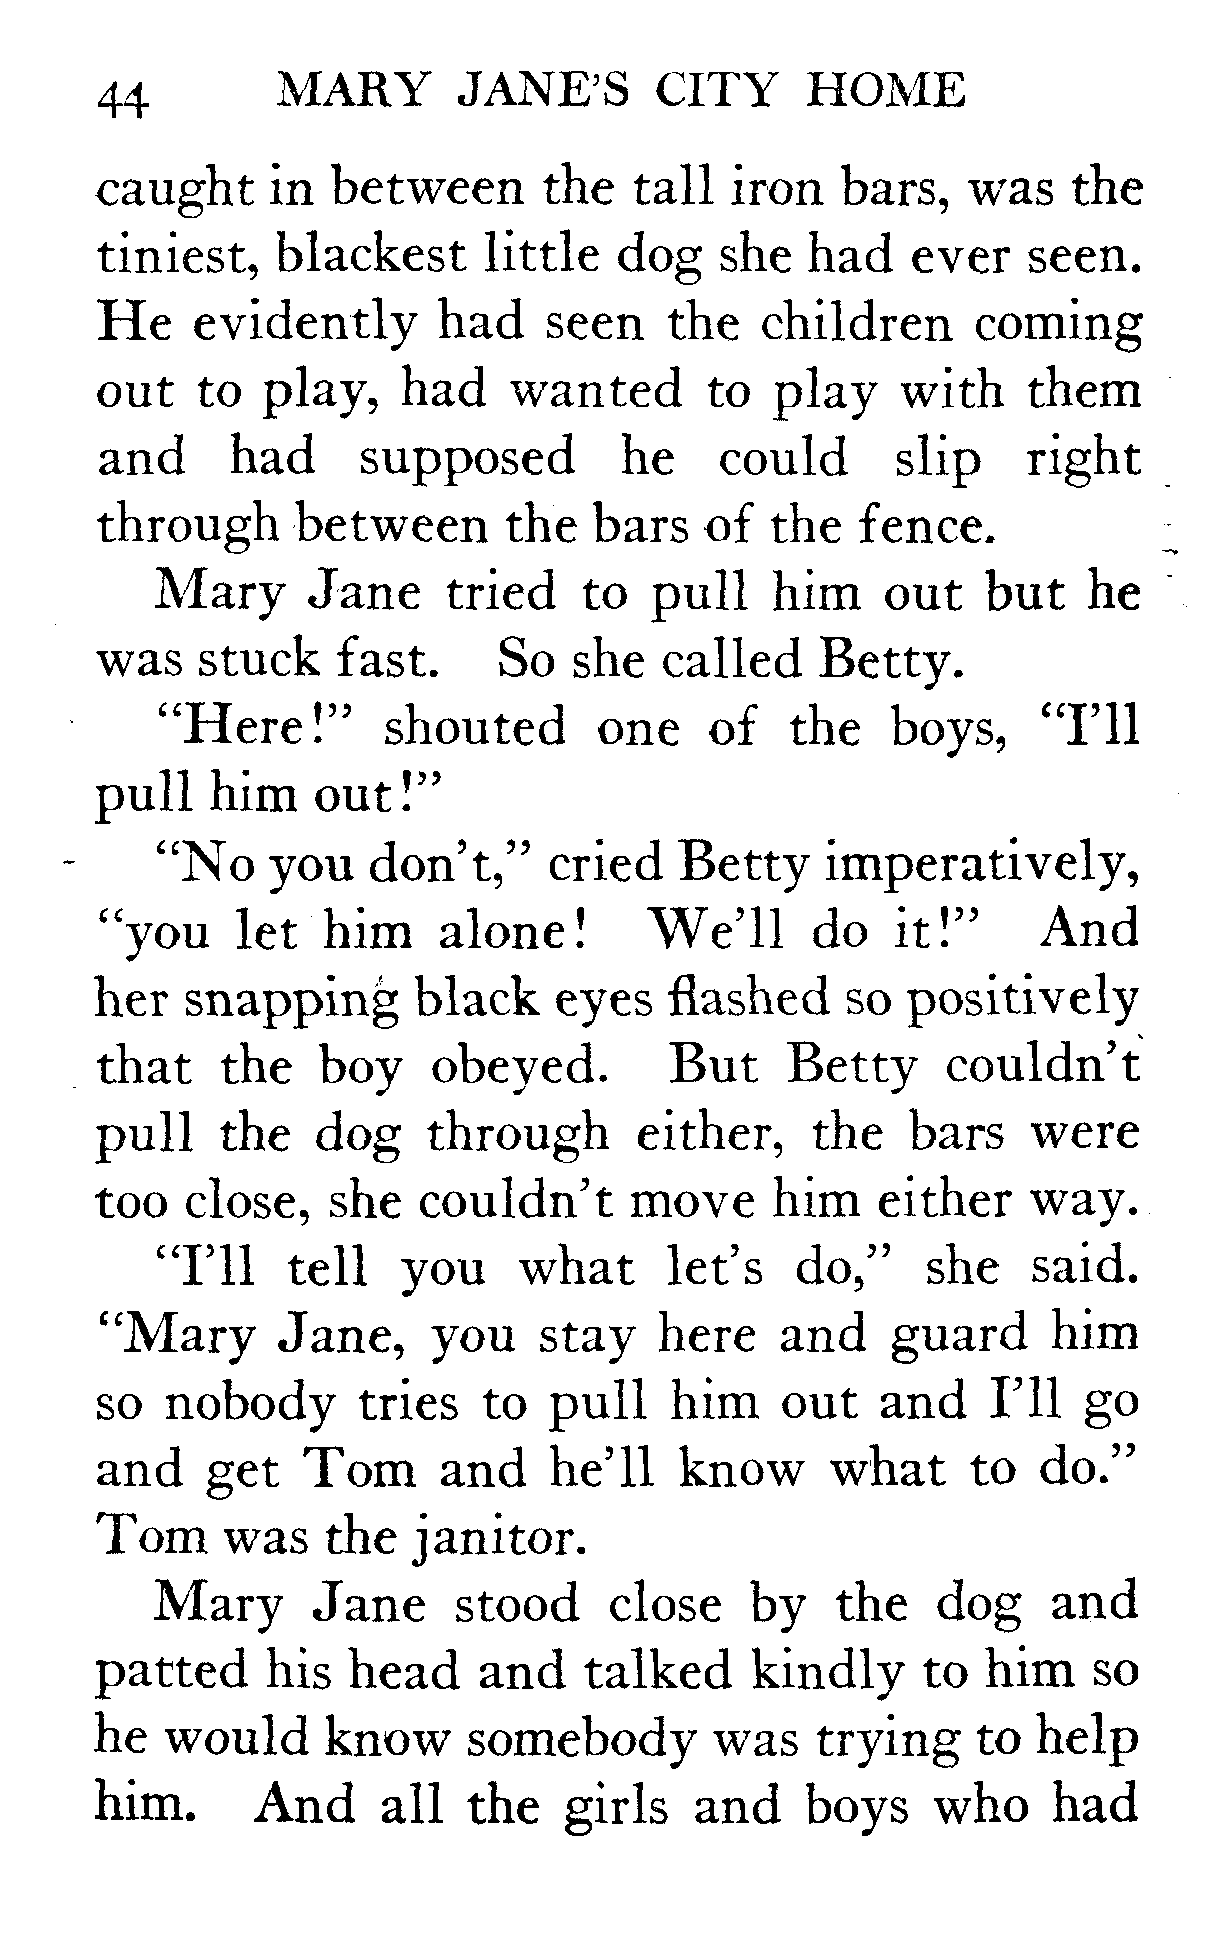 44 MARY JANE'S CITY HOME
caught in between the tall iron bars, was the
tiniest, blackest little dog she had ever seen.
He evidently had seen the children coming
out to play, had wanted to play with them
and had supposed he could slip right
through between the bars of the fence.
Mary Jane tried to pull him out but he
was stuck fast. So she called Betty.
“Here!” shouted one of the boys, “I’ll
pull him out!”
“No you don’t,” cried Betty imperatively,
“you let him alone! We’ll do it!” And
her snapping black eyes flashed so positively
that the boy obeyed. But Betty couldn’t
pull the dog through either, the bars were
too close, she couldn’t move him either way.
“I’ll tell you what let’s do,” she said.
“Mary Jane, you stay here and guard him
so nobody tries to pull him out and I’ll go
and get Tom and he’ll know what to do.”
Tom was the janitor.
Mary Jane stood close by the dog and
patted his head and talked kindly to him so
he would know somebody was trying to help
him. And all the girls and boys who had